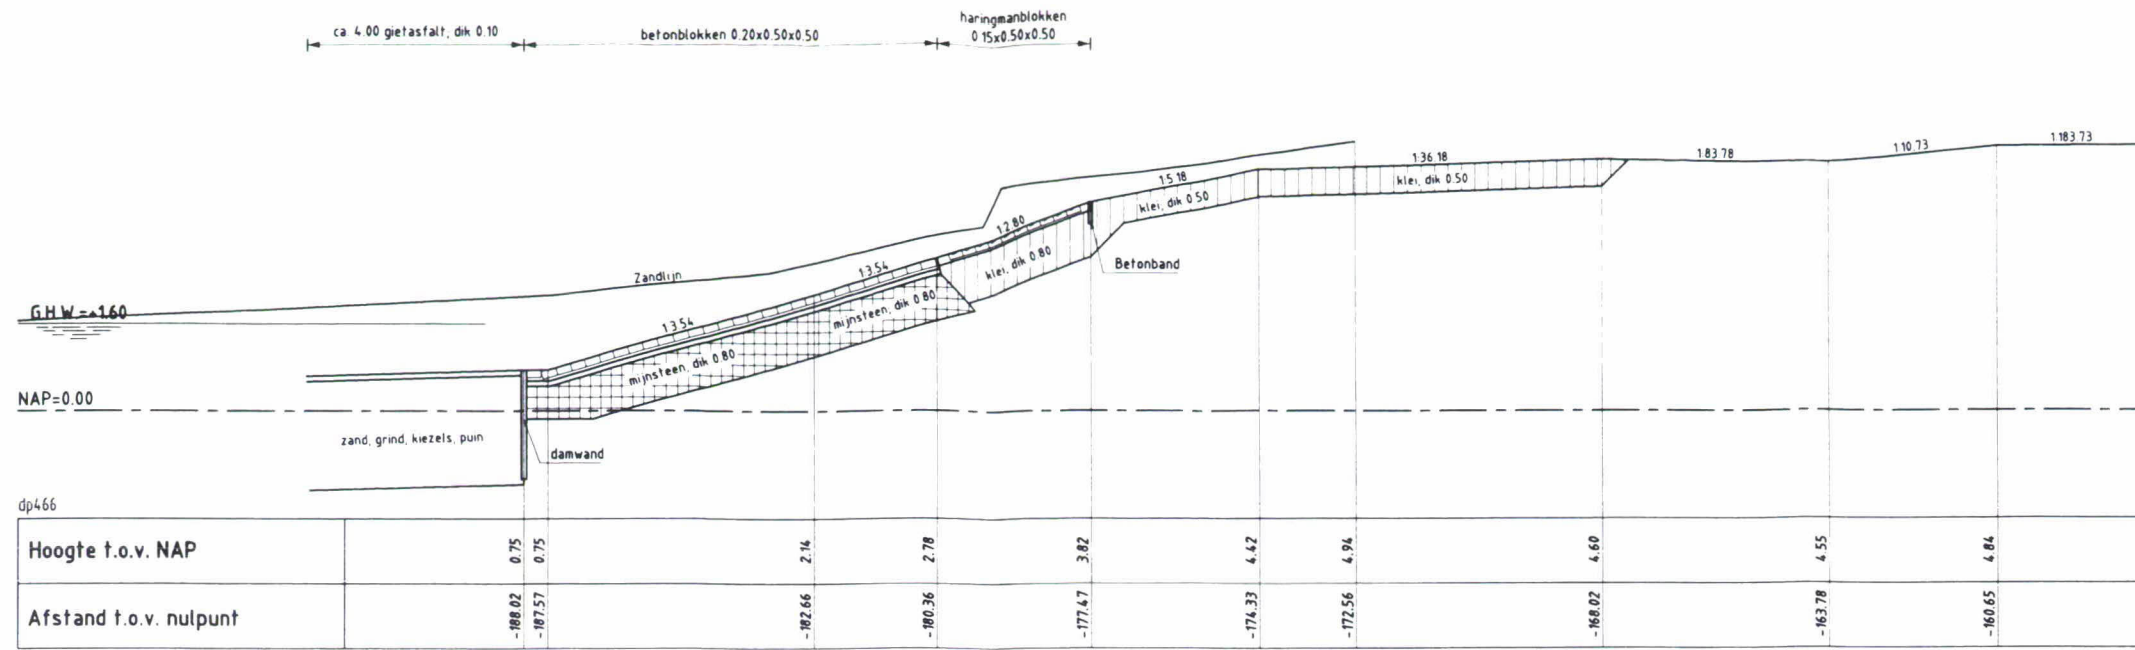 haringmanblokken
ca. 4.00 gietasfalt, dik 0.10
betonblokken 0.20x0.50x0.50
0.15x0.50x0.50
1:183.73
1:10.73
1:36.18
1:83.78
1:5.18
klei, dik 0.50
klei, dik 0.50
1:2.80
Zandlijn
1:3.54
klei, dik 0.80
Betonband
G.H.W.=+1.60
1:3.54
mijnsteen, dik 0.80
mijnsteen, dik 0.80
NAP=0.00
zand, grind, kiezels, puin
damwand
dp466
Hoogte t.o.v. NAP 0.75 0.75 2.14 2.78 3.82 4.42 4.94 4.60 4.55 4.84
Afstand t.o.v. nulpunt -188.02 -187.57 -182.66 -180.36 -177.47 -174.33 -172.56 -168.02 -163.78 -160.65